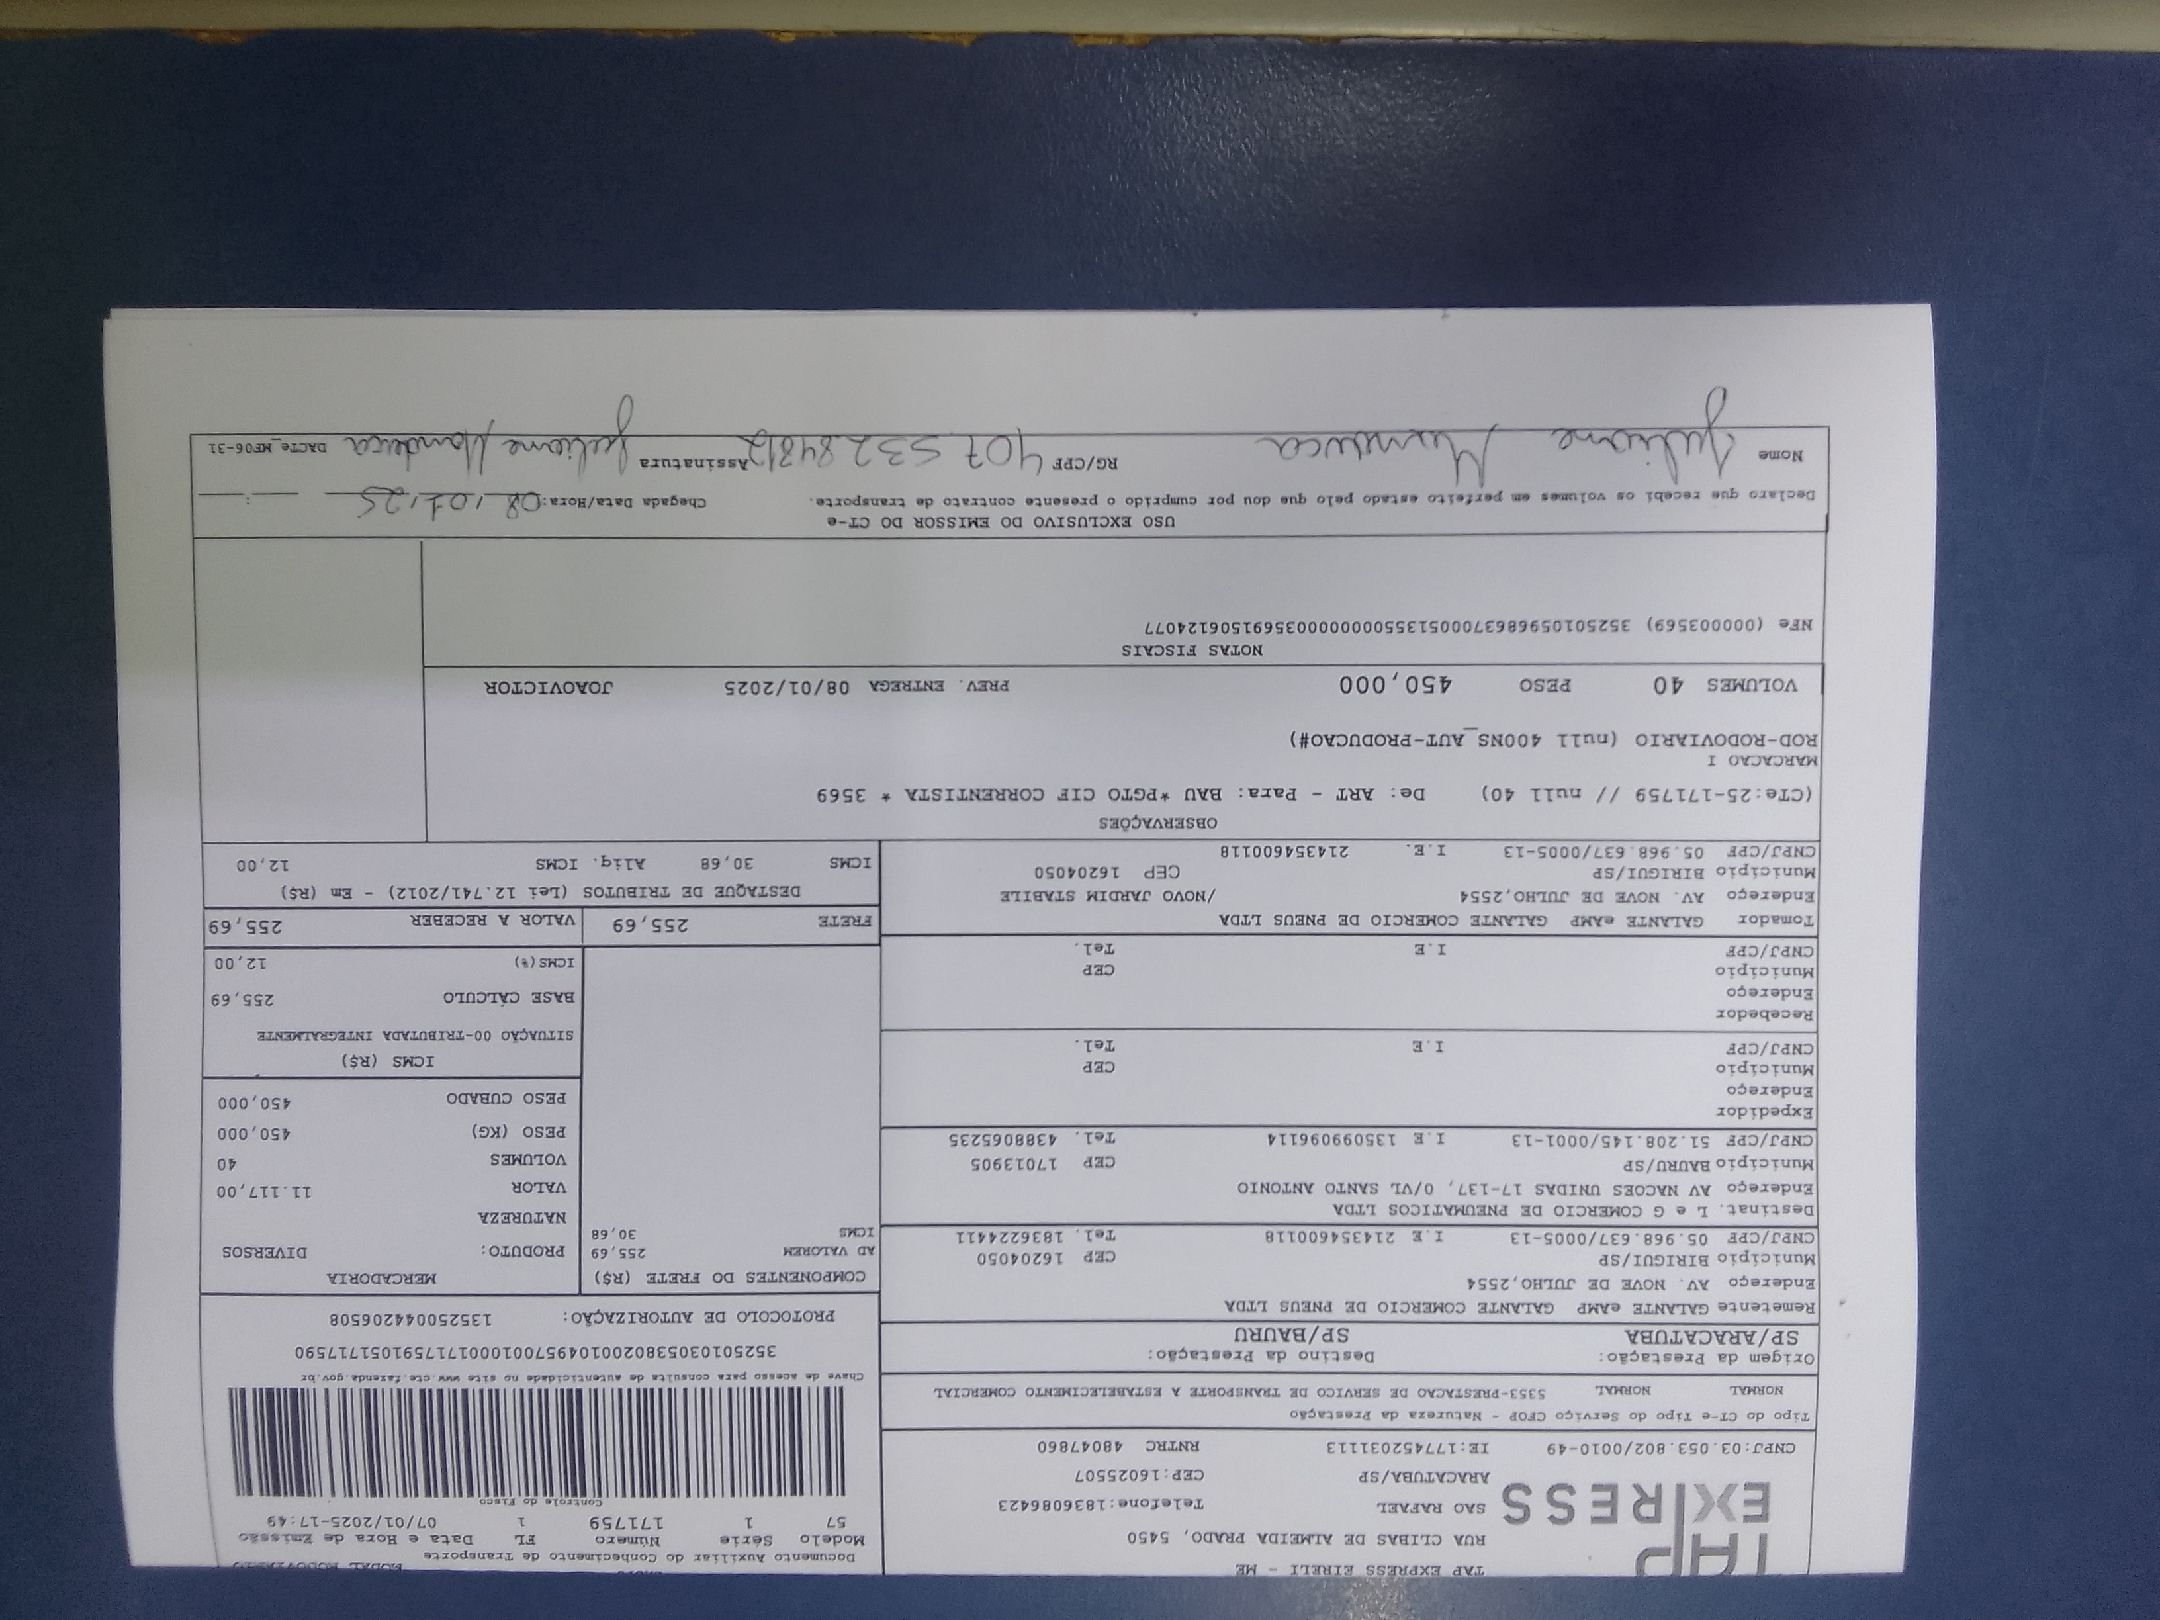 TAP EXPRESS
TAP EXPRESS EIRELI - ME
RUA CLIBAS DE ALMEIDA PRADO, 5450
SAO RAFAEL Telefone:1836086423
ARACATUBA/SP CEP:16025507
CNPJ:03.053.802/0010-49 IE:177452031113 RNTRC 48047860
Documento Auxiliar do Conhecimento de Transporte MODAL RODOVIARIO
Modelo Série Número FL Data e Hora de Emissão
57 1 171759 1 07/01/2025-17:49
Controle do Fisco
Chave de acesso para consulta de autenticidade no site www.cte.fazenda.gov.br
35250103053802001049570010001717591051717590
PROTOCOLO DE AUTORIZAÇÃO: 135250044206508
Tipo do CT-e Tipo do Serviço CFOP - Natureza da Prestação
NORMAL NORMAL 5353-PRESTACAO DE SERVICO DE TRANSPORTE A ESTABELECIMENTO COMERCIAL
Origem da Prestação: Destino da Prestação:
SP/ARACATUBA SP/BAURU
Remetente GALANTE eAMP GALANTE COMERCIO DE PNEUS LTDA
Endereço AV. NOVE DE JULHO,2554
Município BIRIGUI/SP CEP 16204050
CNPJ/CPF 05.968.637/0005-13 I.E 214354600118 Tel. 1836224411
Destinat. L e G COMERCIO DE PNEUMATICOS LTDA
Endereço AV NACOES UNIDAS 17-137, 0/VL SANTO ANTONIO
Município BAURU/SP CEP 17013905
CNPJ/CPF 51.208.145/0001-13 I.E 13509096114 Tel. 4388065235
Expedidor
Endereço
Município CEP
CNPJ/CPF I.E Tel.
Recebedor
Endereço
Município CEP
CNPJ/CPF I.E Tel.
Tomador GALANTE eAMP GALANTE COMERCIO DE PNEUS LTDA
Endereço AV. NOVE DE JULHO,2554 /NOVO JARDIM STABILE
Município BIRIGUI/SP CEP 16204050
CNPJ/CPF 05.968.637/0005-13 I.E. 214354600118
COMPONENTES DO FRETE (R$)
AD VALOREM 255,69
ICMS 30,68
MERCADORIA
PRODUTO: DIVERSOS
NATUREZA
VALOR 11.117,00
VOLUMES 40
PESO (KG) 450,000
PESO CUBADO 450,000
ICMS (R$)
SITUAÇÃO 00-TRIBUTADA INTEGRALMENTE
BASE CÁLCULO 255,69
ICMS(%) 12,00
FRETE 255,69 VALOR A RECEBER 255,69
DESTAQUE DE TRIBUTOS (Lei 12.741/2012) - Em (R$)
ICMS 30,68 Aliq. ICMS 12,00
OBSERVAÇÕES
(CTe:25-171759 // null 40) De: ART - Para: BAU *PGTO CIF CORRENTISTA * 3569
MARCACAO I
ROD-RODOVIARIO (null 400NS_AUT-PRODUCAO#)
VOLUMES 40 PESO 450,000 PREV. ENTREGA 08/01/2025 JOAOVICTOR
NOTAS FISCAIS
NFe (000003569) 35250105968637000513550000000035691506124077
USO EXCLUSIVO DO EMISSOR DO CT-e
Declaro que recebi os volumes em perfeito estado pelo que dou por cumprido o presente contrato de transporte. Chegada Data/Hora: 08/01/25 :
Nome Juliane RG/CPF 407.532.848/2 Assinatura Juliane DACTe_MF06-31